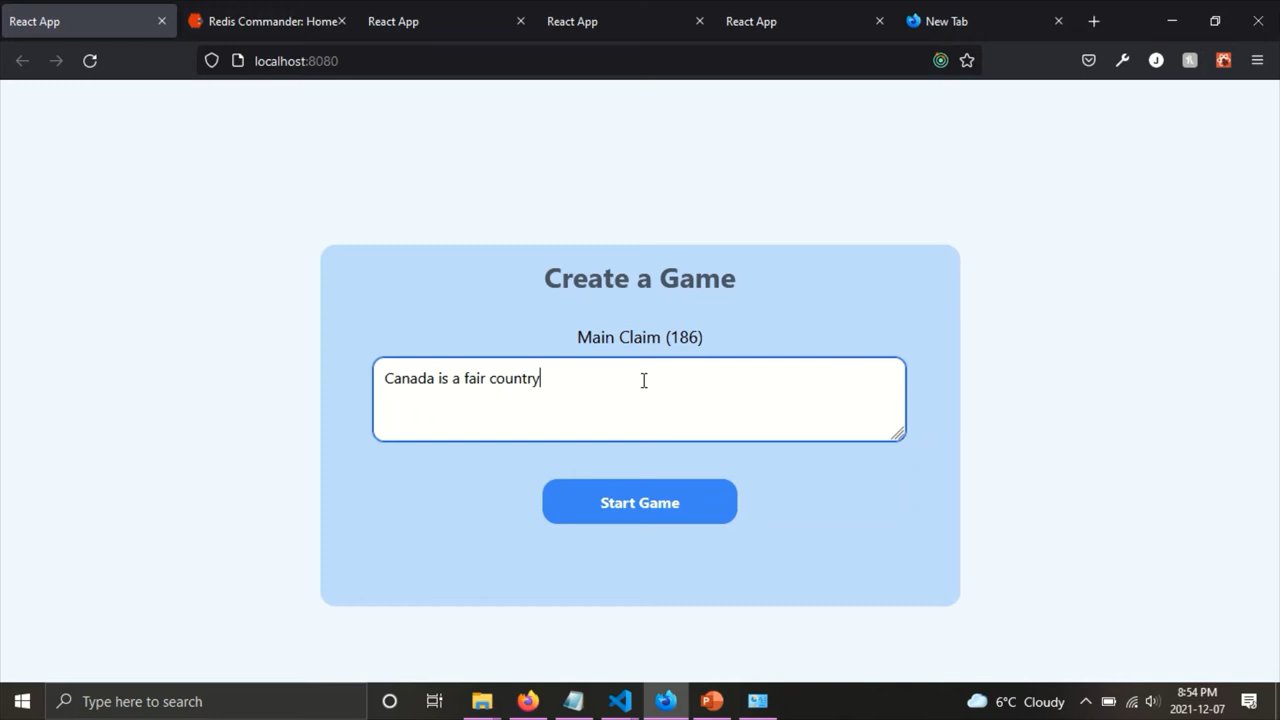 React App
Redis Commander: Home
React App
React App
React App
New Tab
localhost:8080
J
Create a Game
Main Claim (186)
Canada is a fair country
Start Game
Type here to search
6°C Cloudy
8:54 PM
2021-12-07